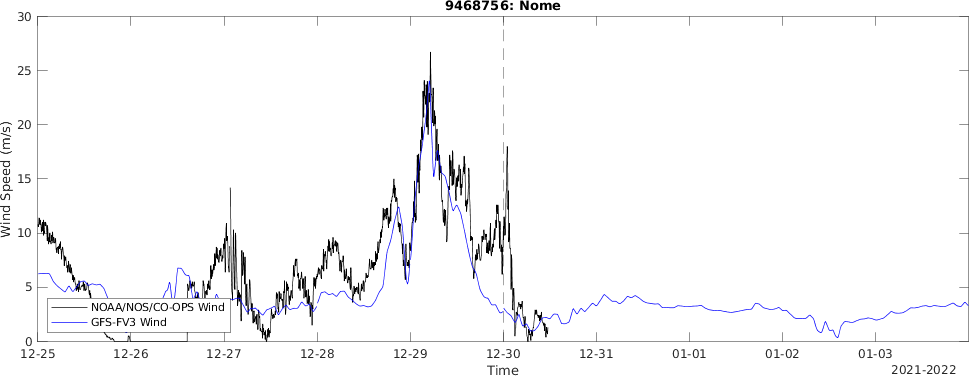 9468756: Nome
30
25
20
15
10
5
0
Wind Speed (m/s)
NOAA/NOS/CO-OPS Wind
GFS-FV3 Wind
12-25 12-26 12-27 12-28 12-29 12-30 12-31 01-01 01-02 01-03
Time
2021-2022